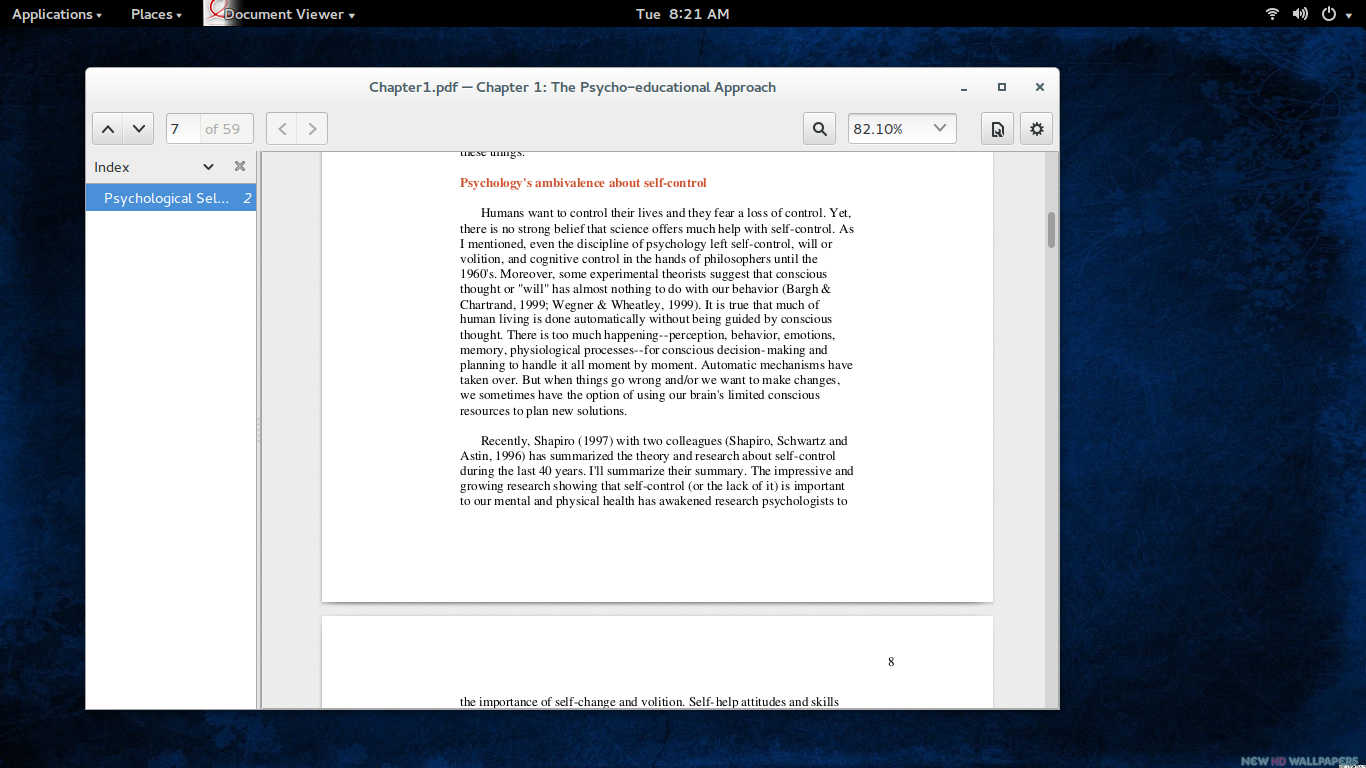 Applications Places Document Viewer Tue 8:21 AM
Chapter1.pdf — Chapter 1: The Psycho-educational Approach
7 of 59 82.10%
Index
Psychological Sel... 2
these things.
Psychology's ambivalence about self-control
Humans want to control their lives and they fear a loss of control. Yet,
there is no strong belief that science offers much help with self-control. As
I mentioned, even the discipline of psychology left self-control, will or
volition, and cognitive control in the hands of philosophers until the
1960's. Moreover, some experimental theorists suggest that conscious
thought or "will" has almost nothing to do with our behavior (Bargh &
Chartrand, 1999; Wegner & Wheatley, 1999). It is true that much of
human living is done automatically without being guided by conscious
thought. There is too much happening--perception, behavior, emotions,
memory, physiological processes--for conscious decision-making and
planning to handle it all moment by moment. Automatic mechanisms have
taken over. But when things go wrong and/or we want to make changes,
we sometimes have the option of using our brain's limited conscious
resources to plan new solutions.
Recently, Shapiro (1997) with two colleagues (Shapiro, Schwartz and
Astin, 1996) has summarized the theory and research about self-control
during the last 40 years. I'll summarize their summary. The impressive and
growing research showing that self-control (or the lack of it) is important
to our mental and physical health has awakened research psychologists to
8
the importance of self-change and volition. Self-help attitudes and skills
NEW HD WALLPAPERS